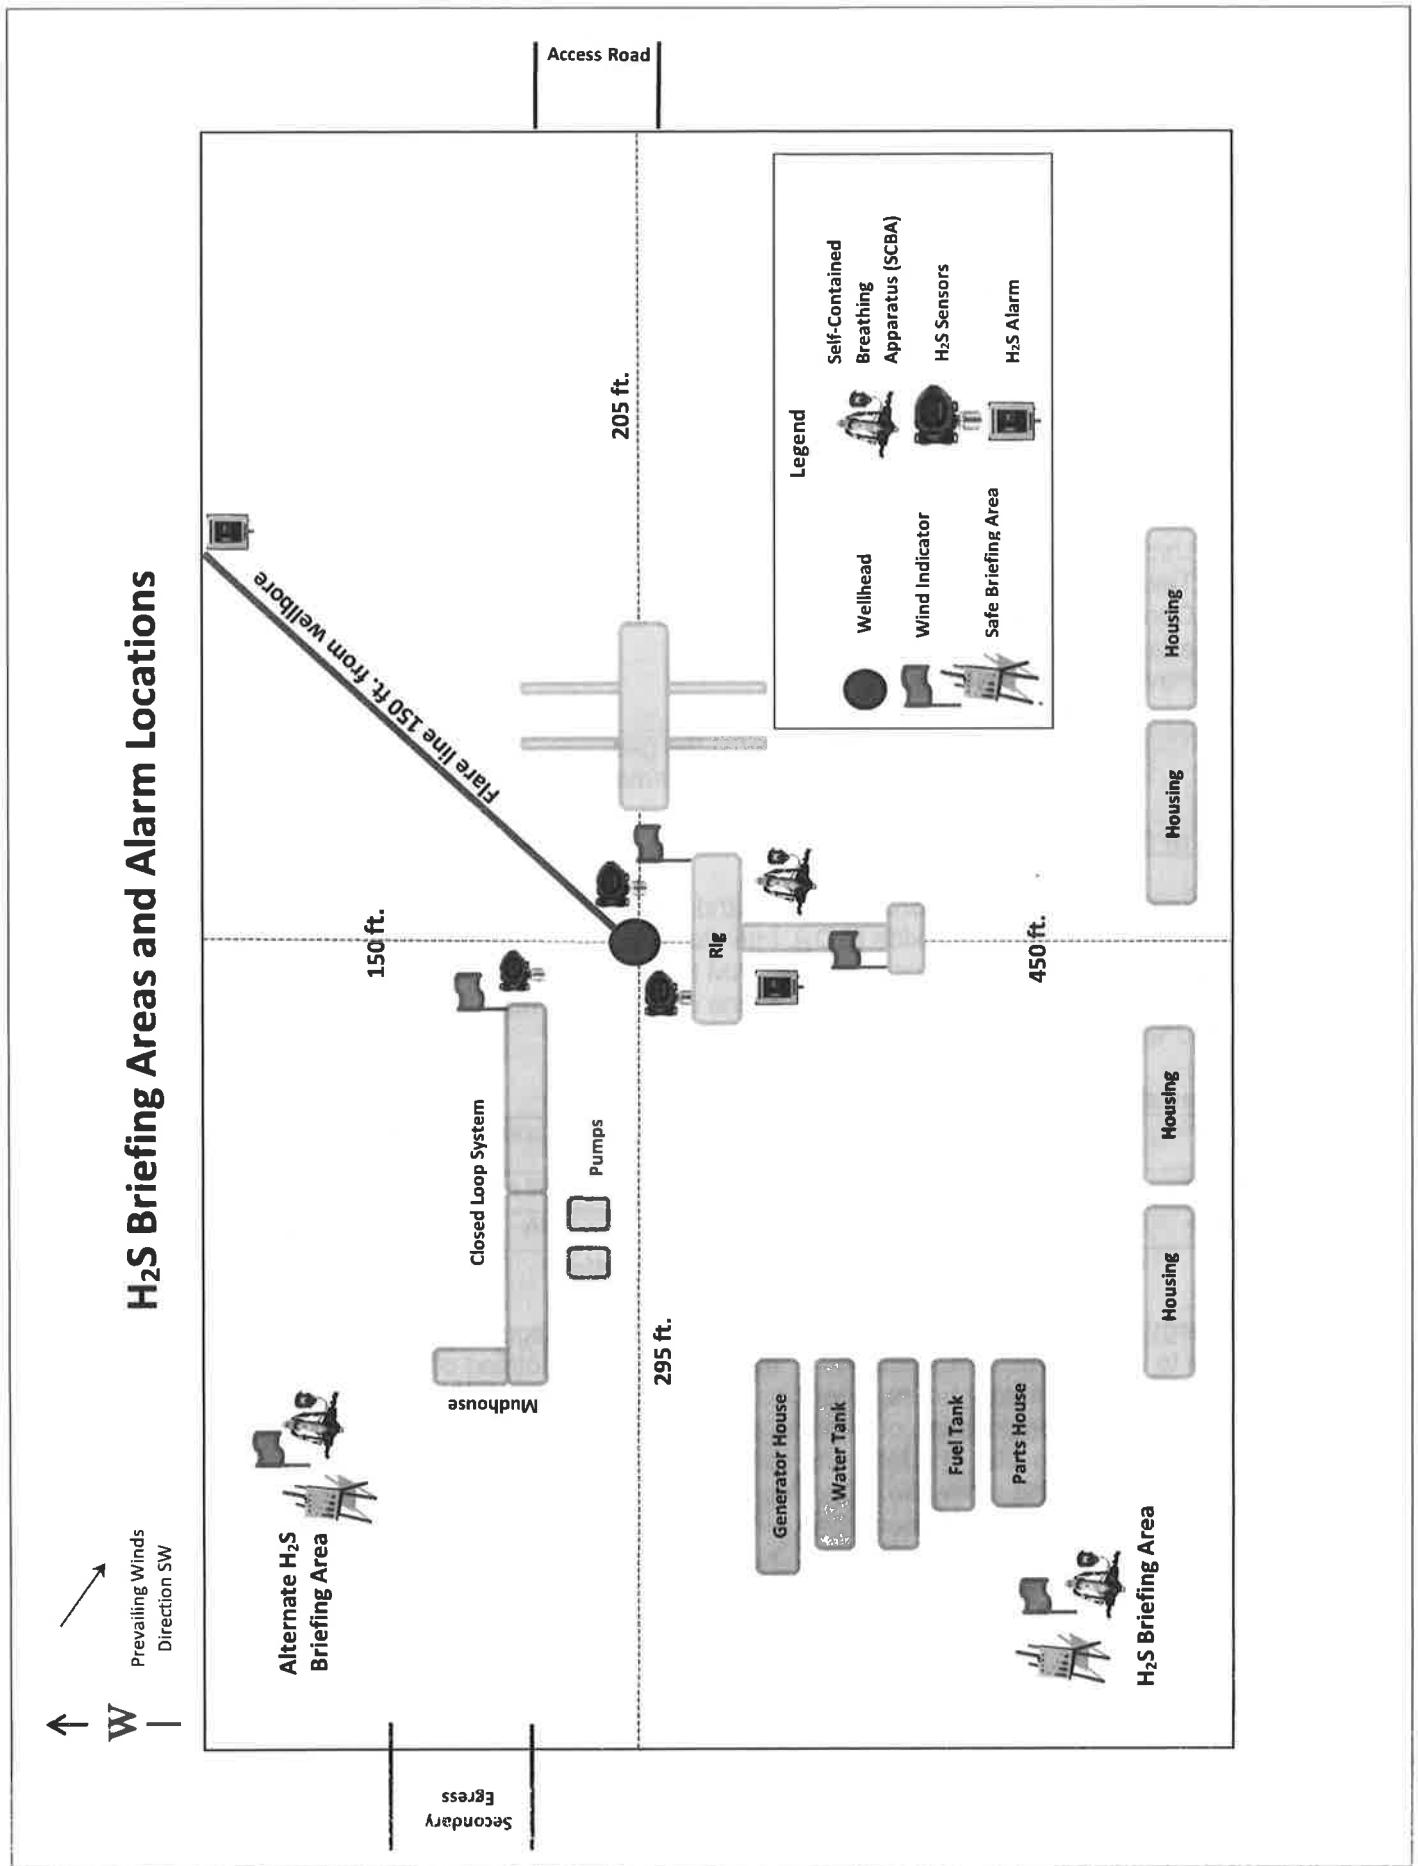 H₂S Briefing Areas and Alarm Locations
W
Prevailing Winds
Direction SW
Alternate H₂S
Briefing Area
Secondary
Egress
Mudhouse
Closed Loop System
Pumps
150 ft.
Flare line 150 ft. from wellbore
Access Road
295 ft.
205 ft.
Rig
450 ft.
Generator House
Water Tank
Fuel Tank
Parts House
H₂S Briefing Area
Housing
Housing
Housing
Housing
Legend
Wellhead
Wind Indicator
Safe Briefing Area
Self-Contained
Breathing
Apparatus (SCBA)
H₂S Sensors
H₂S Alarm